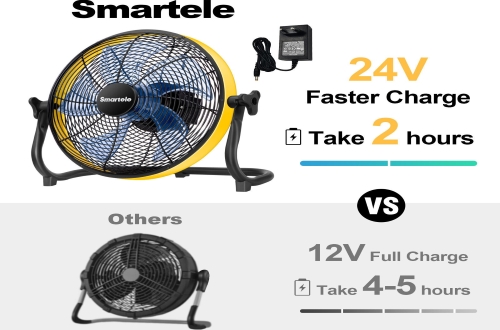 Smartele
Smartele
24V
Faster Charge
Take 2 hours
VS
Others
12V Full Charge
Take 4-5 hours